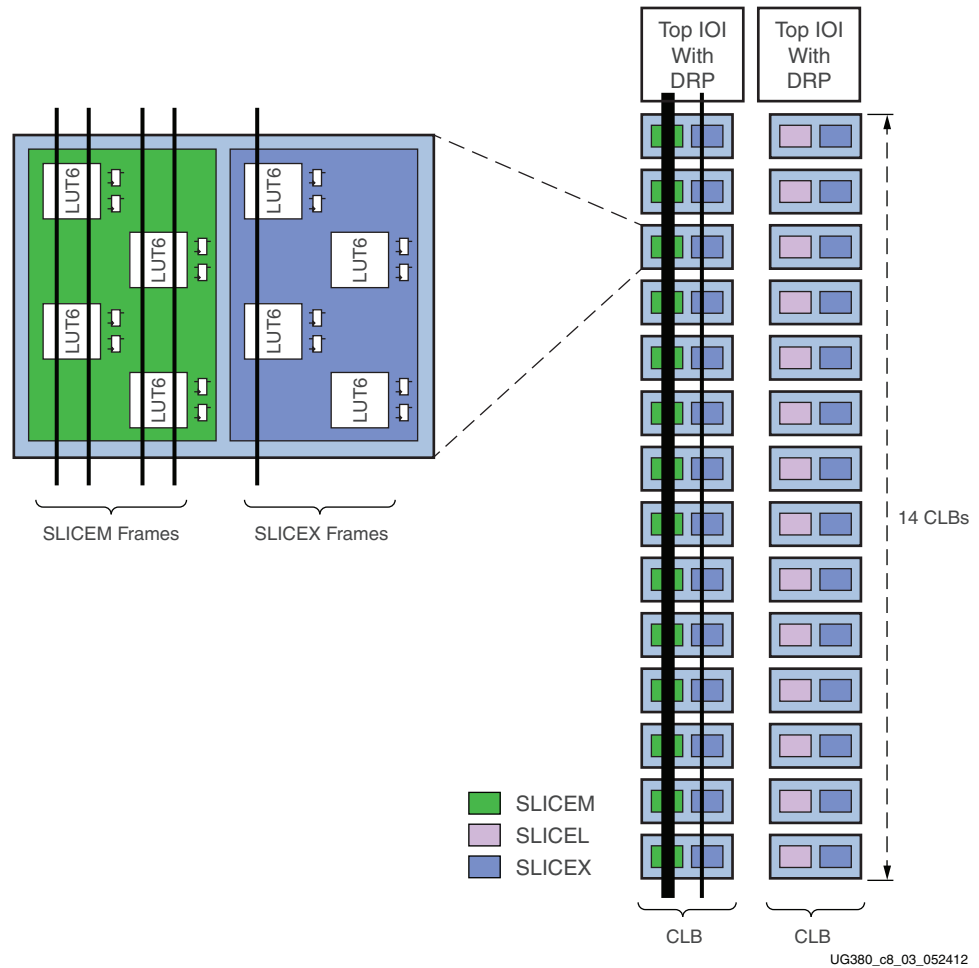 Top IOI
With
DRP
Top IOI
With
DRP
LUT6
LUT6
LUT6
LUT6
LUT6
LUT6
LUT6
LUT6
SLICEM Frames
SLICEX Frames
14 CLBs
SLICEM
SLICEL
SLICEX
CLB
CLB
UG380_c8_03_052412